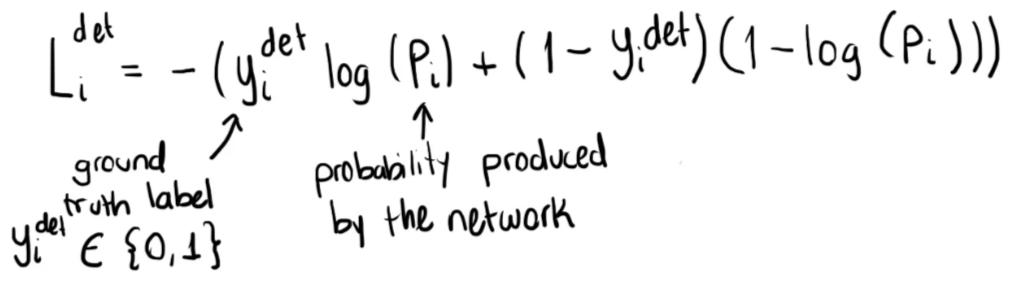 L_i^det = - (y_i^det log (P_i) + (1 - y_i^det)(1 - log (P_i)))
ground
truth label
y_i^det ∈ {0,1}
probability produced
by the network